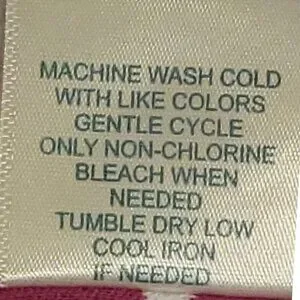 MACHINE WASH COLD
WITH LIKE COLORS
GENTLE CYCLE
ONLY NON-CHLORINE
BLEACH WHEN
NEEDED
TUMBLE DRY LOW
COOL IRON
IF NEEDED